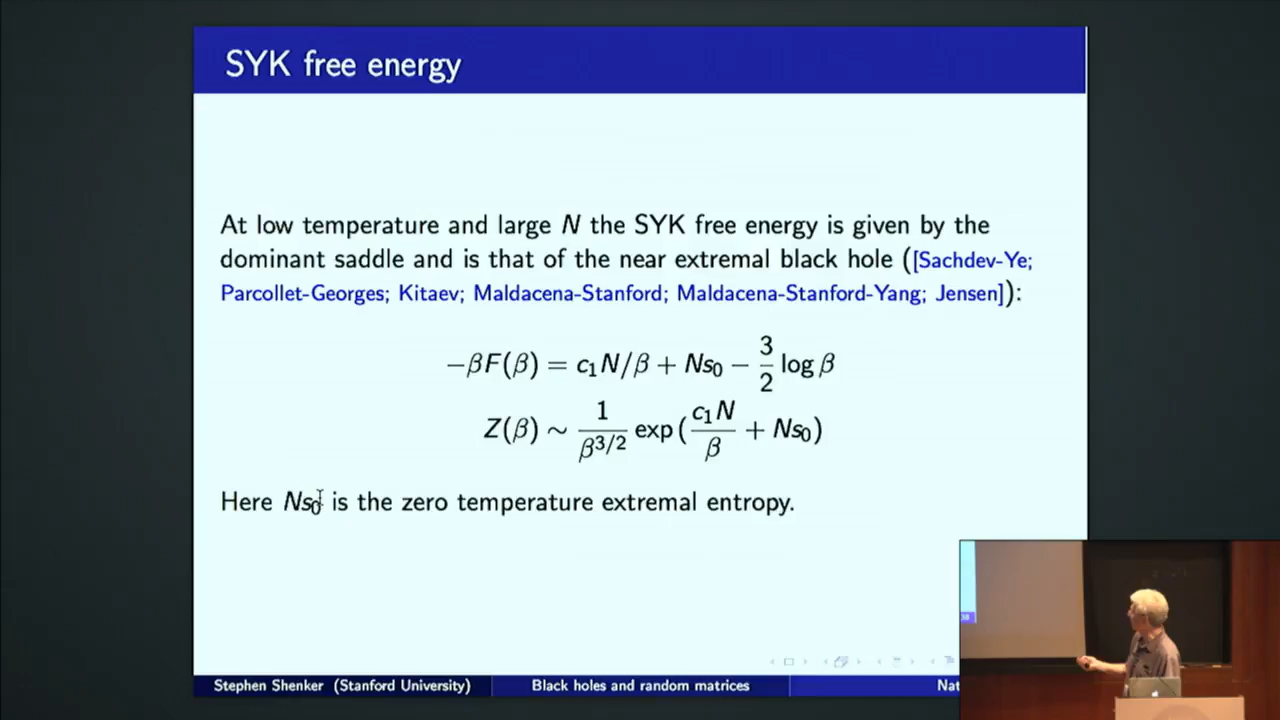 SYK free energy
At low temperature and large N the SYK free energy is given by the
dominant saddle and is that of the near extremal black hole ([Sachdev-Ye;
Parcollet-Georges; Kitaev; Maldacena-Stanford; Maldacena-Stanford-Yang; Jensen]):
−βF(β) = c₁N/β + Ns₀ − 3/2 log β
Z(β) ∼ 1/β^{3/2} exp(c₁N/β + Ns₀)
Here Ns₀ is the zero temperature extremal entropy.
Stephen Shenker (Stanford University)
Black holes and random matrices
Nat